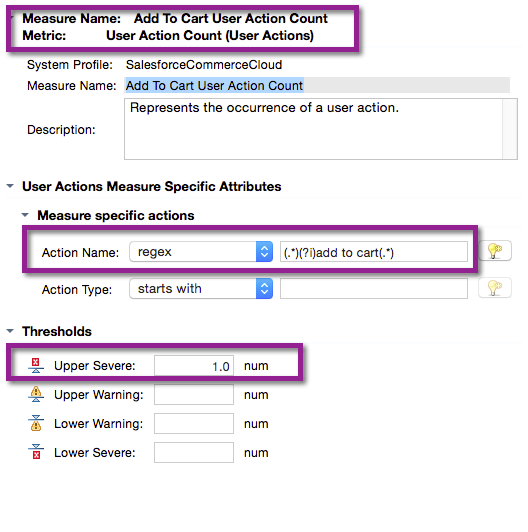 Measure Name: Add To Cart User Action Count
Metric: User Action Count (User Actions)
System Profile: SalesforceCommerceCloud
Measure Name: Add To Cart User Action Count
Description: Represents the occurrence of a user action.
User Actions Measure Specific Attributes
Measure specific actions
Action Name: regex (.*)(?i)add to cart(.*)
Action Type: starts with
Thresholds
Upper Severe: 1.0 num
Upper Warning: num
Lower Warning: num
Lower Severe: num